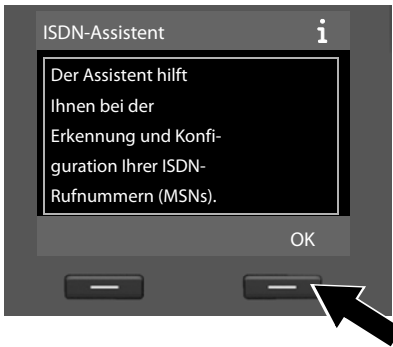 ISDN-Assistent i
Der Assistent hilft
Ihnen bei der
Erkennung und Konfi-
guration Ihrer ISDN-
Rufnummern (MSNs).
OK